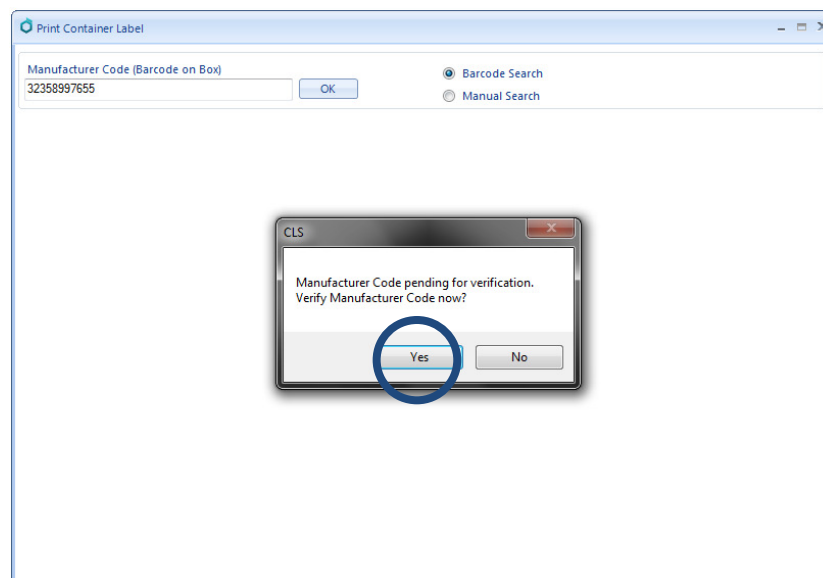 Print Container Label
Manufacturer Code (Barcode on Box)
32358997655
OK
Barcode Search
Manual Search
CLS
Manufacturer Code pending for verification.
Verify Manufacturer Code now?
Yes
No